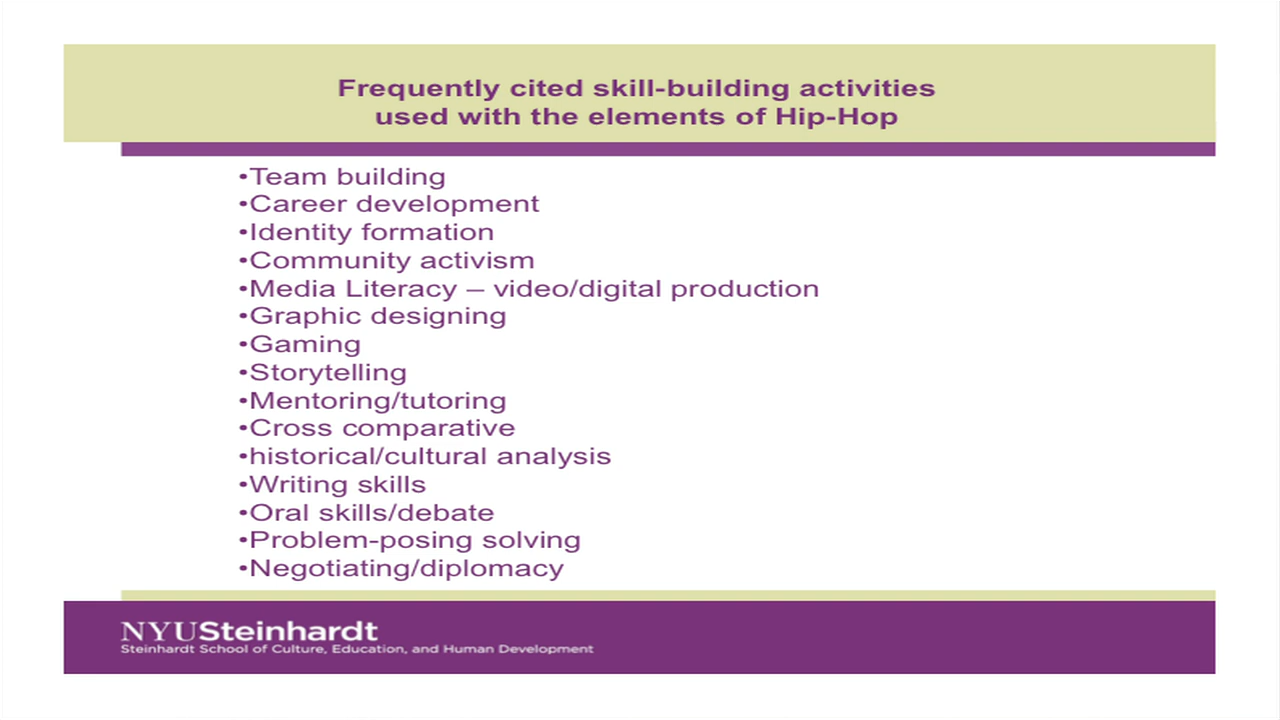 Frequently cited skill-building activities
used with the elements of Hip-Hop
•Team building
•Career development
•Identity formation
•Community activism
•Media Literacy – video/digital production
•Graphic designing
•Gaming
•Storytelling
•Mentoring/tutoring
•Cross comparative
•historical/cultural analysis
•Writing skills
•Oral skills/debate
•Problem-posing solving
•Negotiating/diplomacy
NYUSteinhardt
Steinhardt School of Culture, Education, and Human Development